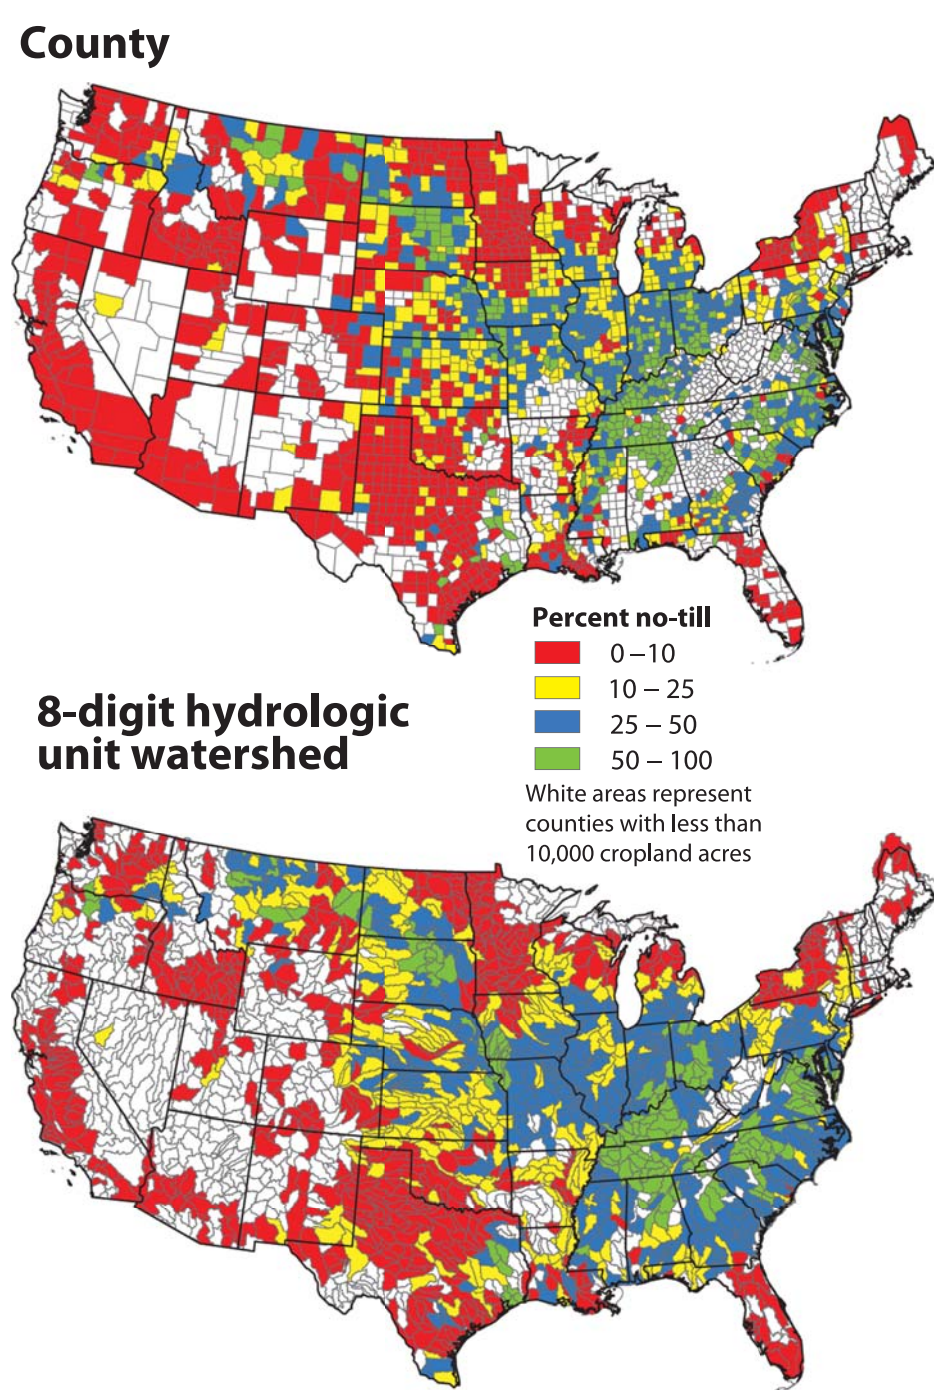 County
Percent no-till
0 – 10
10 – 25
25 – 50
50 – 100
White areas represent
counties with less than
10,000 cropland acres
8-digit hydrologic
unit watershed